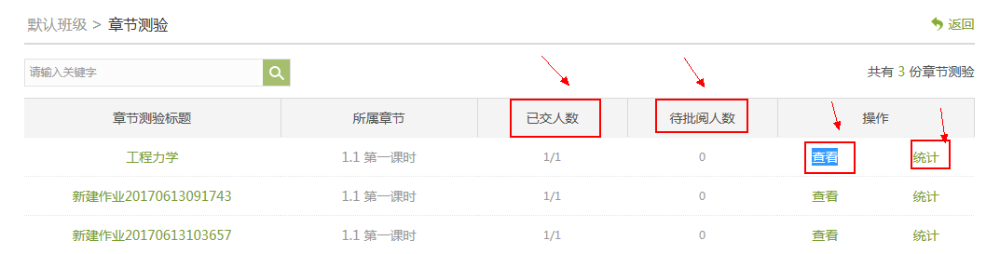 默认班级 > 章节测验 返回
请输入关键字 共有 3 份章节测验
章节测验标题 所属章节 已交人数 待批阅人数 操作
工程力学 1.1 第一课时 1/1 0 查看 统计
新建作业20170613091743 1.1 第一课时 1/1 0 查看 统计
新建作业20170613103657 1.1 第一课时 1/1 0 查看 统计